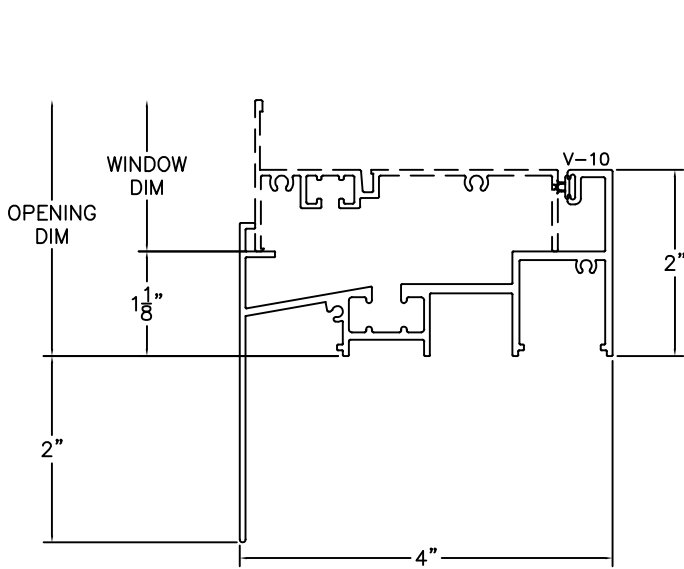 V-10
WINDOW
DIM
OPENING
DIM
2"
1 1/8"
2"
4"